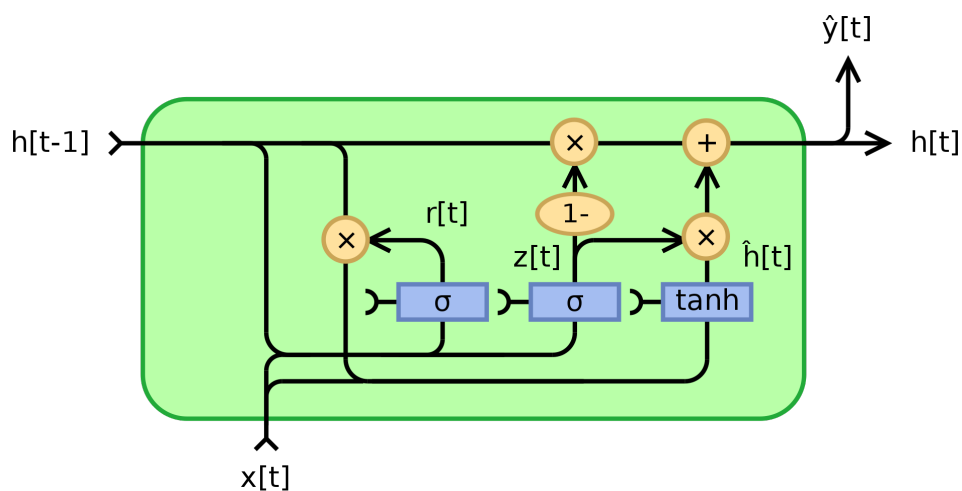 ŷ[t]
h[t-1]
×
+
h[t]
r[t]
1-
×
×
z[t]
ĥ[t]
σ
σ
tanh
x[t]